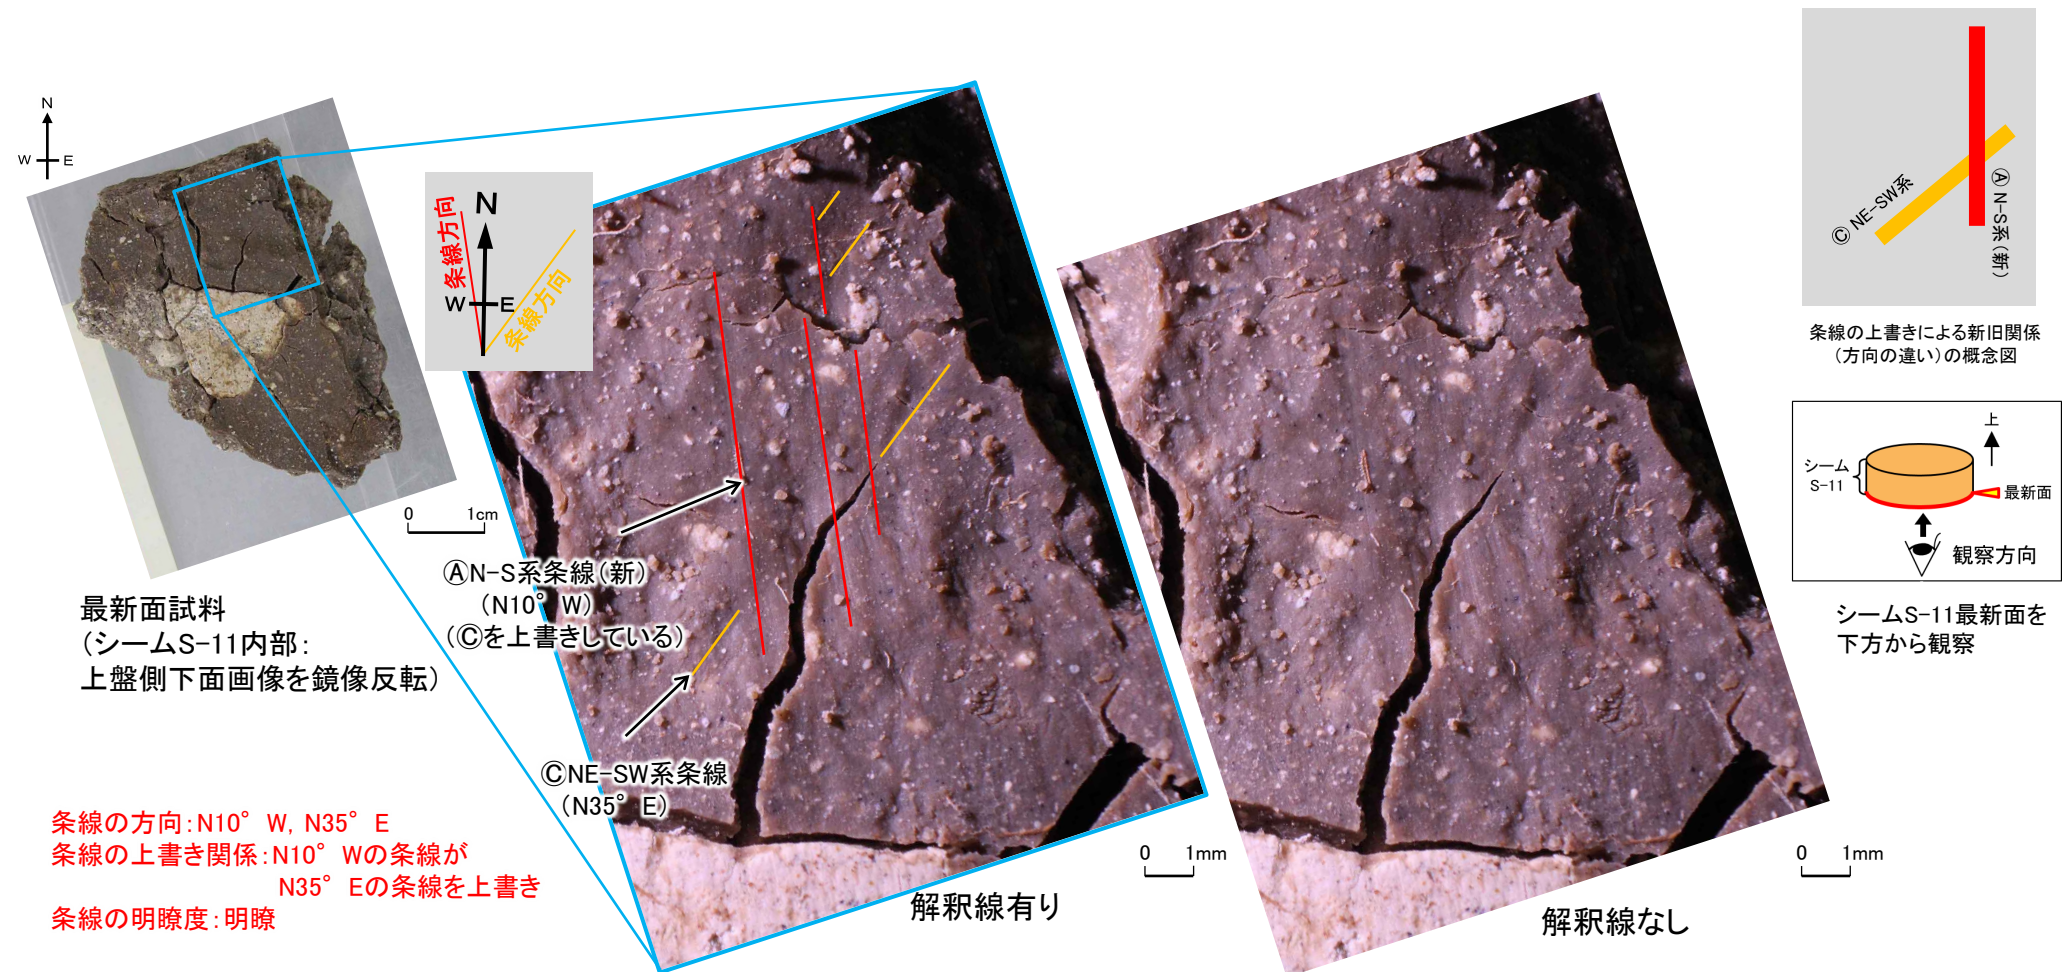 N
W E
0 1cm
最新面試料
(シームS-11内部:
上盤側下面画像を鏡像反転)
条線の方向:N10°W, N35°E
条線の上書き関係:N10°Wの条線が
N35°Eの条線を上書き
条線の明瞭度:明瞭
N
W E
条線方向
条線方向
ⒶN-S系条線(新)
(N10°W)
(Ⓒを上書きしている)
ⒸNE-SW系条線
(N35°E)
0 1mm
解釈線有り
0 1mm
解釈線なし
Ⓒ NE-SW系
Ⓐ N-S系(新)
条線の上書きによる新旧関係
(方向の違い)の概念図
上
シーム
S-11
最新面
観察方向
シームS-11最新面を
下方から観察